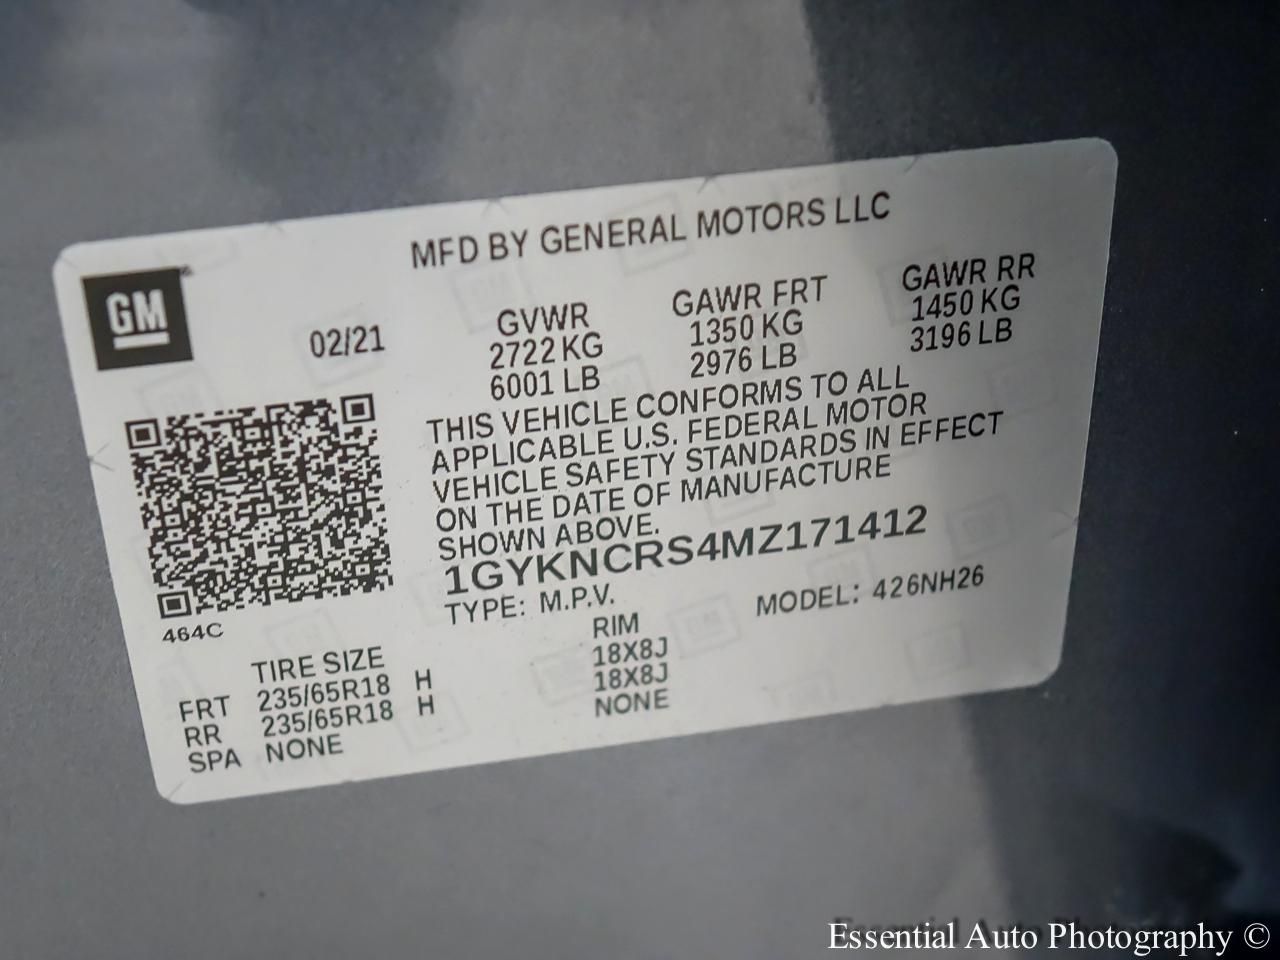 MFD BY GENERAL MOTORS LLC
GM
02/21
GVWR
2722 KG
6001 LB
GAWR FRT
1350 KG
2976 LB
GAWR RR
1450 KG
3196 LB
THIS VEHICLE CONFORMS TO ALL
APPLICABLE U.S. FEDERAL MOTOR
VEHICLE SAFETY STANDARDS IN EFFECT
ON THE DATE OF MANUFACTURE
SHOWN ABOVE.
1GYKNCRS4MZ171412
TYPE: M.P.V.
MODEL: 426NH26
464C
TIRE SIZE RIM
FRT 235/65R18 H 18X8J
RR 235/65R18 H 18X8J
SPA NONE NONE
Essential Auto Photography ©